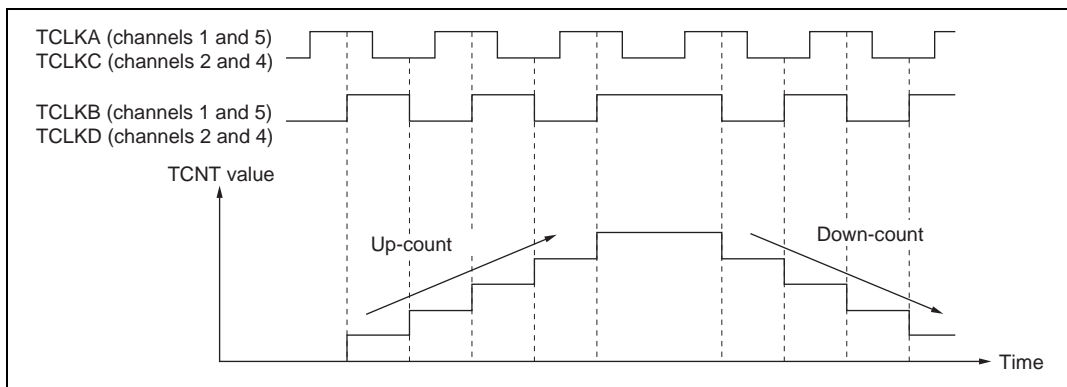 TCLKA (channels 1 and 5)
TCLKC (channels 2 and 4)
TCLKB (channels 1 and 5)
TCLKD (channels 2 and 4)
TCNT value
Up-count
Down-count
Time